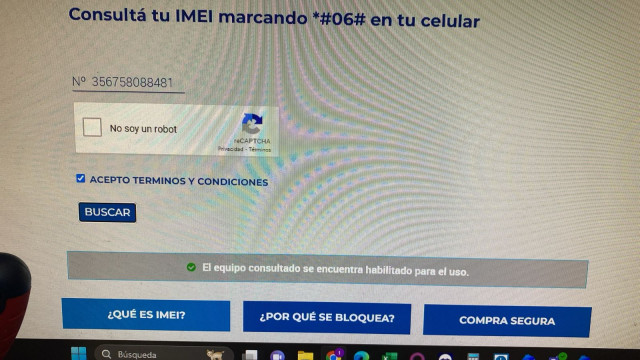 Consultá tu IMEI marcando *#06# en tu celular
Nº 356758088481
No soy un robot
reCAPTCHA
Privacidad - Términos
ACEPTO TERMINOS Y CONDICIONES
BUSCAR
El equipo consultado se encuentra habilitado para el uso.
¿QUÉ ES IMEI?
¿POR QUÉ SE BLOQUEA?
COMPRA SEGURA
Búsqueda